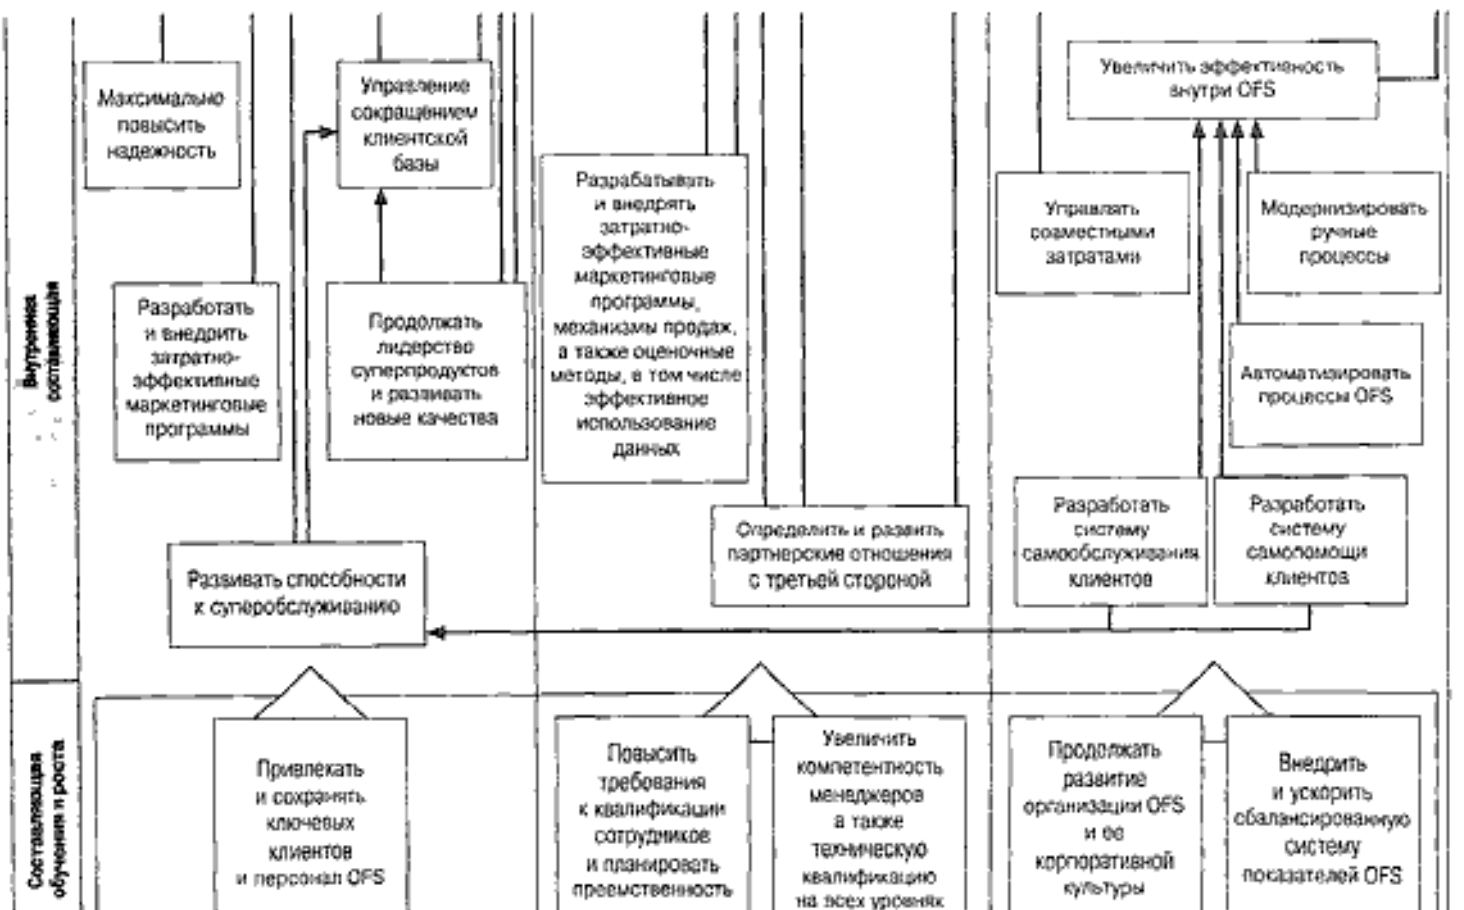 Внутренняя
составляющая
Максимально
повысить
надежность
Управление
сокращением
клиентской
базы
Разработать
и внедрить
затратно-
эффективные
маркетинговые
программы
Продолжать
лидерство
суперпродуктов
и развивать
новые качества
Развивать способности
к суперобслуживанию
Разрабатывать
и внедрять
затратно-
эффективные
маркетинговые
программы,
механизмы продаж,
а также оценочные
методы, в том числе
эффективное
использование
данных
Определить и развить
партнерские отношения
с третьей стороной
Увеличить эффективность
внутри OFS
Управлять
совместными
затратами
Модернизировать
ручные
процессы
Автоматизировать
процессы OFS
Разработать
систему
самообслуживания
клиентов
Разработать
систему
самопомощи
клиентов
Составляющая
обучения и роста
Привлекать
и сохранять
ключевых
клиентов
и персонал OFS
Повысить
требования
к квалификации
сотрудников
и планировать
преемственность
Увеличить
компетентность
менеджеров
а также
техническую
квалификацию
на всех уровнях
Продолжать
развитие
организации OFS
и ее
корпоративной
культуры
Внедрить
и ускорить
сбалансированную
систему
показателей OFS